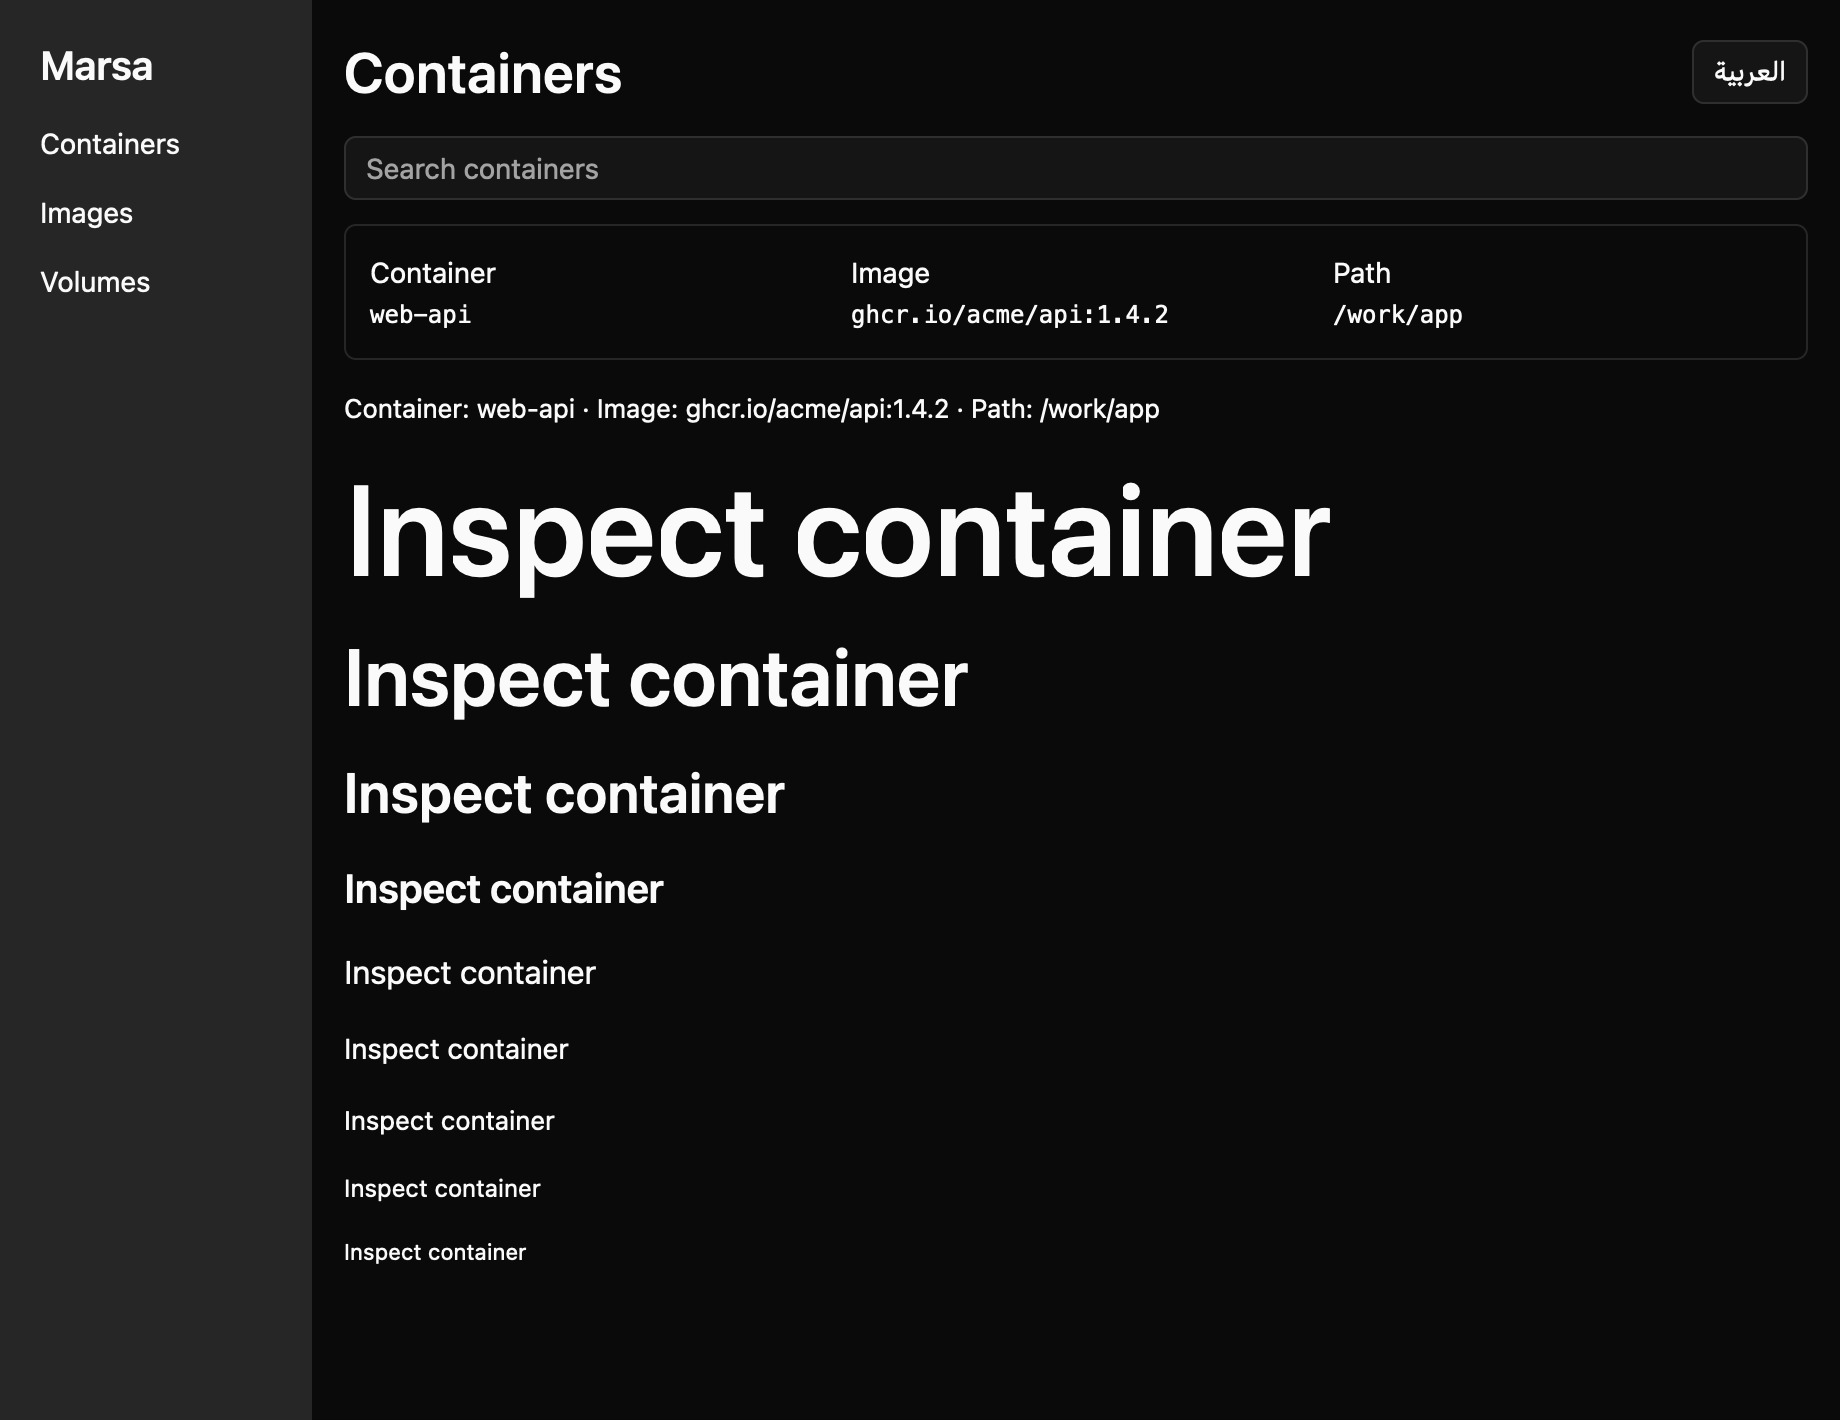 Marsa
Containers
Images
Volumes
Containers
العربية
Search containers
Container Image Path
web-api ghcr.io/acme/api:1.4.2 /work/app
Container: web-api · Image: ghcr.io/acme/api:1.4.2 · Path: /work/app
Inspect container
Inspect container
Inspect container
Inspect container
Inspect container
Inspect container
Inspect container
Inspect container
Inspect container